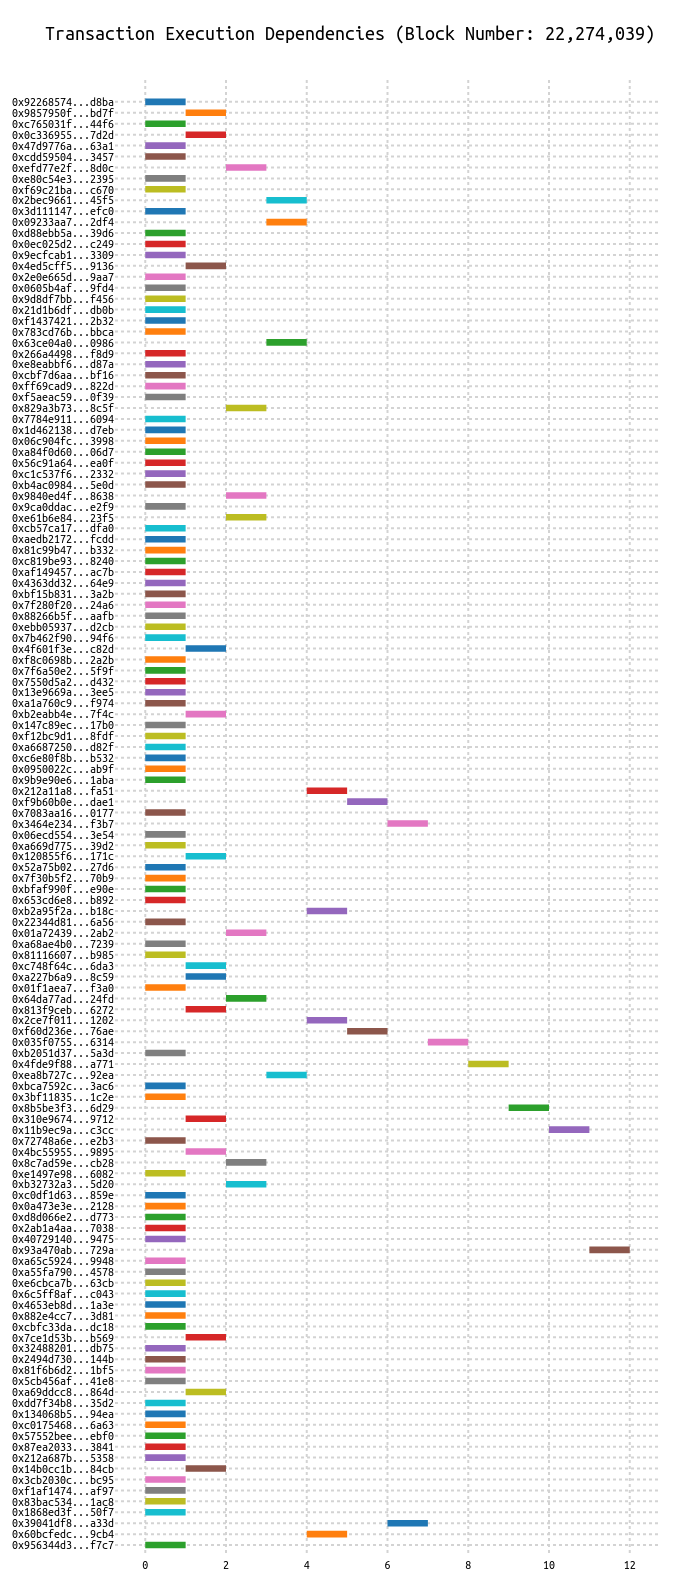 Transaction Execution Dependencies (Block Number: 22,274,039)
0x92268574...d8ba
0x9857950f...bd7f
0xc765031f...44f6
0x0c336955...7d2d
0x47d9776a...63a1
0xcdd59504...3457
0xefd77e2f...8d0c
0xe80c54e3...2395
0xf69c21ba...c670
0x2bec9661...45f5
0x3d111147...efc0
0x09233aa7...2df4
0xd88ebb5a...39d6
0x0ec025d2...c249
0x9ecfcab1...3309
0x4ed5cff5...9136
0x2e0e665d...9aa7
0x0605b4af...9fd4
0x9d8df7bb...f456
0x21d1b6df...db0b
0xf1437421...2b32
0x783cd76b...bbca
0x63ce04a0...0986
0x266a4498...f8d9
0xe8eabbf6...d87a
0xcbf7d6aa...bf16
0xff69cad9...822d
0xf5aeac59...0f39
0x829a3b73...8c5f
0x7784e911...6094
0x1d462138...d7eb
0x06c904fc...3998
0xa84f0d60...06d7
0x56c91a64...ea0f
0xc1c537f6...2332
0xb4ac0984...5e0d
0x9840ed4f...8638
0x9ca0ddac...e2f9
0xe61b6e84...23f5
0xcb57ca17...dfa0
0xaedb2172...fcdd
0x81c99b47...b332
0xc819be93...8240
0xaf149457...ac7b
0x4363dd32...64e9
0xbf15b831...3a2b
0x7f280f20...24a6
0x88266b5f...aafb
0xebb05937...d2cb
0x7b462f90...94f6
0x4f601f3e...c82d
0xf8c0698b...2a2b
0x7f6a50e2...5f9f
0x7550d5a2...d432
0x13e9669a...3ee5
0xa1a760c9...f974
0xb2eabb4e...7f4c
0x147c89ec...17b0
0xf12bc9d1...8fdf
0xa6687250...d82f
0xc6e80f8b...b532
0x0950022c...ab9f
0x9b9e90e6...1aba
0x212a11a8...fa51
0xf9b60b0e...dae1
0x7083aa16...0177
0x3464e234...f3b7
0x06ecd554...3e54
0xa669d775...39d2
0x120855f6...171c
0x52a75b02...27d6
0x7f30b5f2...70b9
0xbfaf990f...e90e
0x653cd6e8...b892
0xb2a95f2a...b18c
0x22344d81...6a56
0x01a72439...2ab2
0xa68ae4b0...7239
0x81116607...b985
0xc748f64c...6da3
0xa227b6a9...8c59
0x01f1aea7...f3a0
0x64da77ad...24fd
0x813f9ceb...6272
0x2ce7f011...1202
0xf60d236e...76ae
0x035f0755...6314
0xb2051d37...5a3d
0x4fde9f88...a771
0xea8b727c...92ea
0xbca7592c...3ac6
0x3bf11835...1c2e
0x8b5be3f3...6d29
0x310e9674...9712
0x11b9ec9a...c3cc
0x72748a6e...e2b3
0x4bc55955...9895
0x8c7ad59e...cb28
0xe1497e98...6082
0xb32732a3...5d20
0xc0df1d63...859e
0x0a473e3e...2128
0xd8d066e2...d773
0x2ab1a4aa...7038
0x40729140...9475
0x93a470ab...729a
0xa65c5924...9948
0xa55fa790...4578
0xe6cbca7b...63cb
0x6c5ff8af...c043
0x4653eb8d...1a3e
0x882e4cc7...3d81
0xcbfc33da...dc18
0x7ce1d53b...b569
0x32488201...db75
0x2494d730...144b
0x81f6b6d2...1bf5
0x5cb456af...41e8
0xa69ddcc8...864d
0xdd7f34b8...35d2
0x134068b5...94ea
0xc0175468...6a63
0x57552bee...ebf0
0x87ea2033...3841
0x212a687b...5358
0x14b0cc1b...84cb
0x3cb2030c...bc95
0xf1af1474...af97
0x83bac534...1ac8
0x1868ed3f...50f7
0x39041df8...a33d
0x60bcfedc...9cb4
0x956344d3...f7c7
0 2 4 6 8 10 12